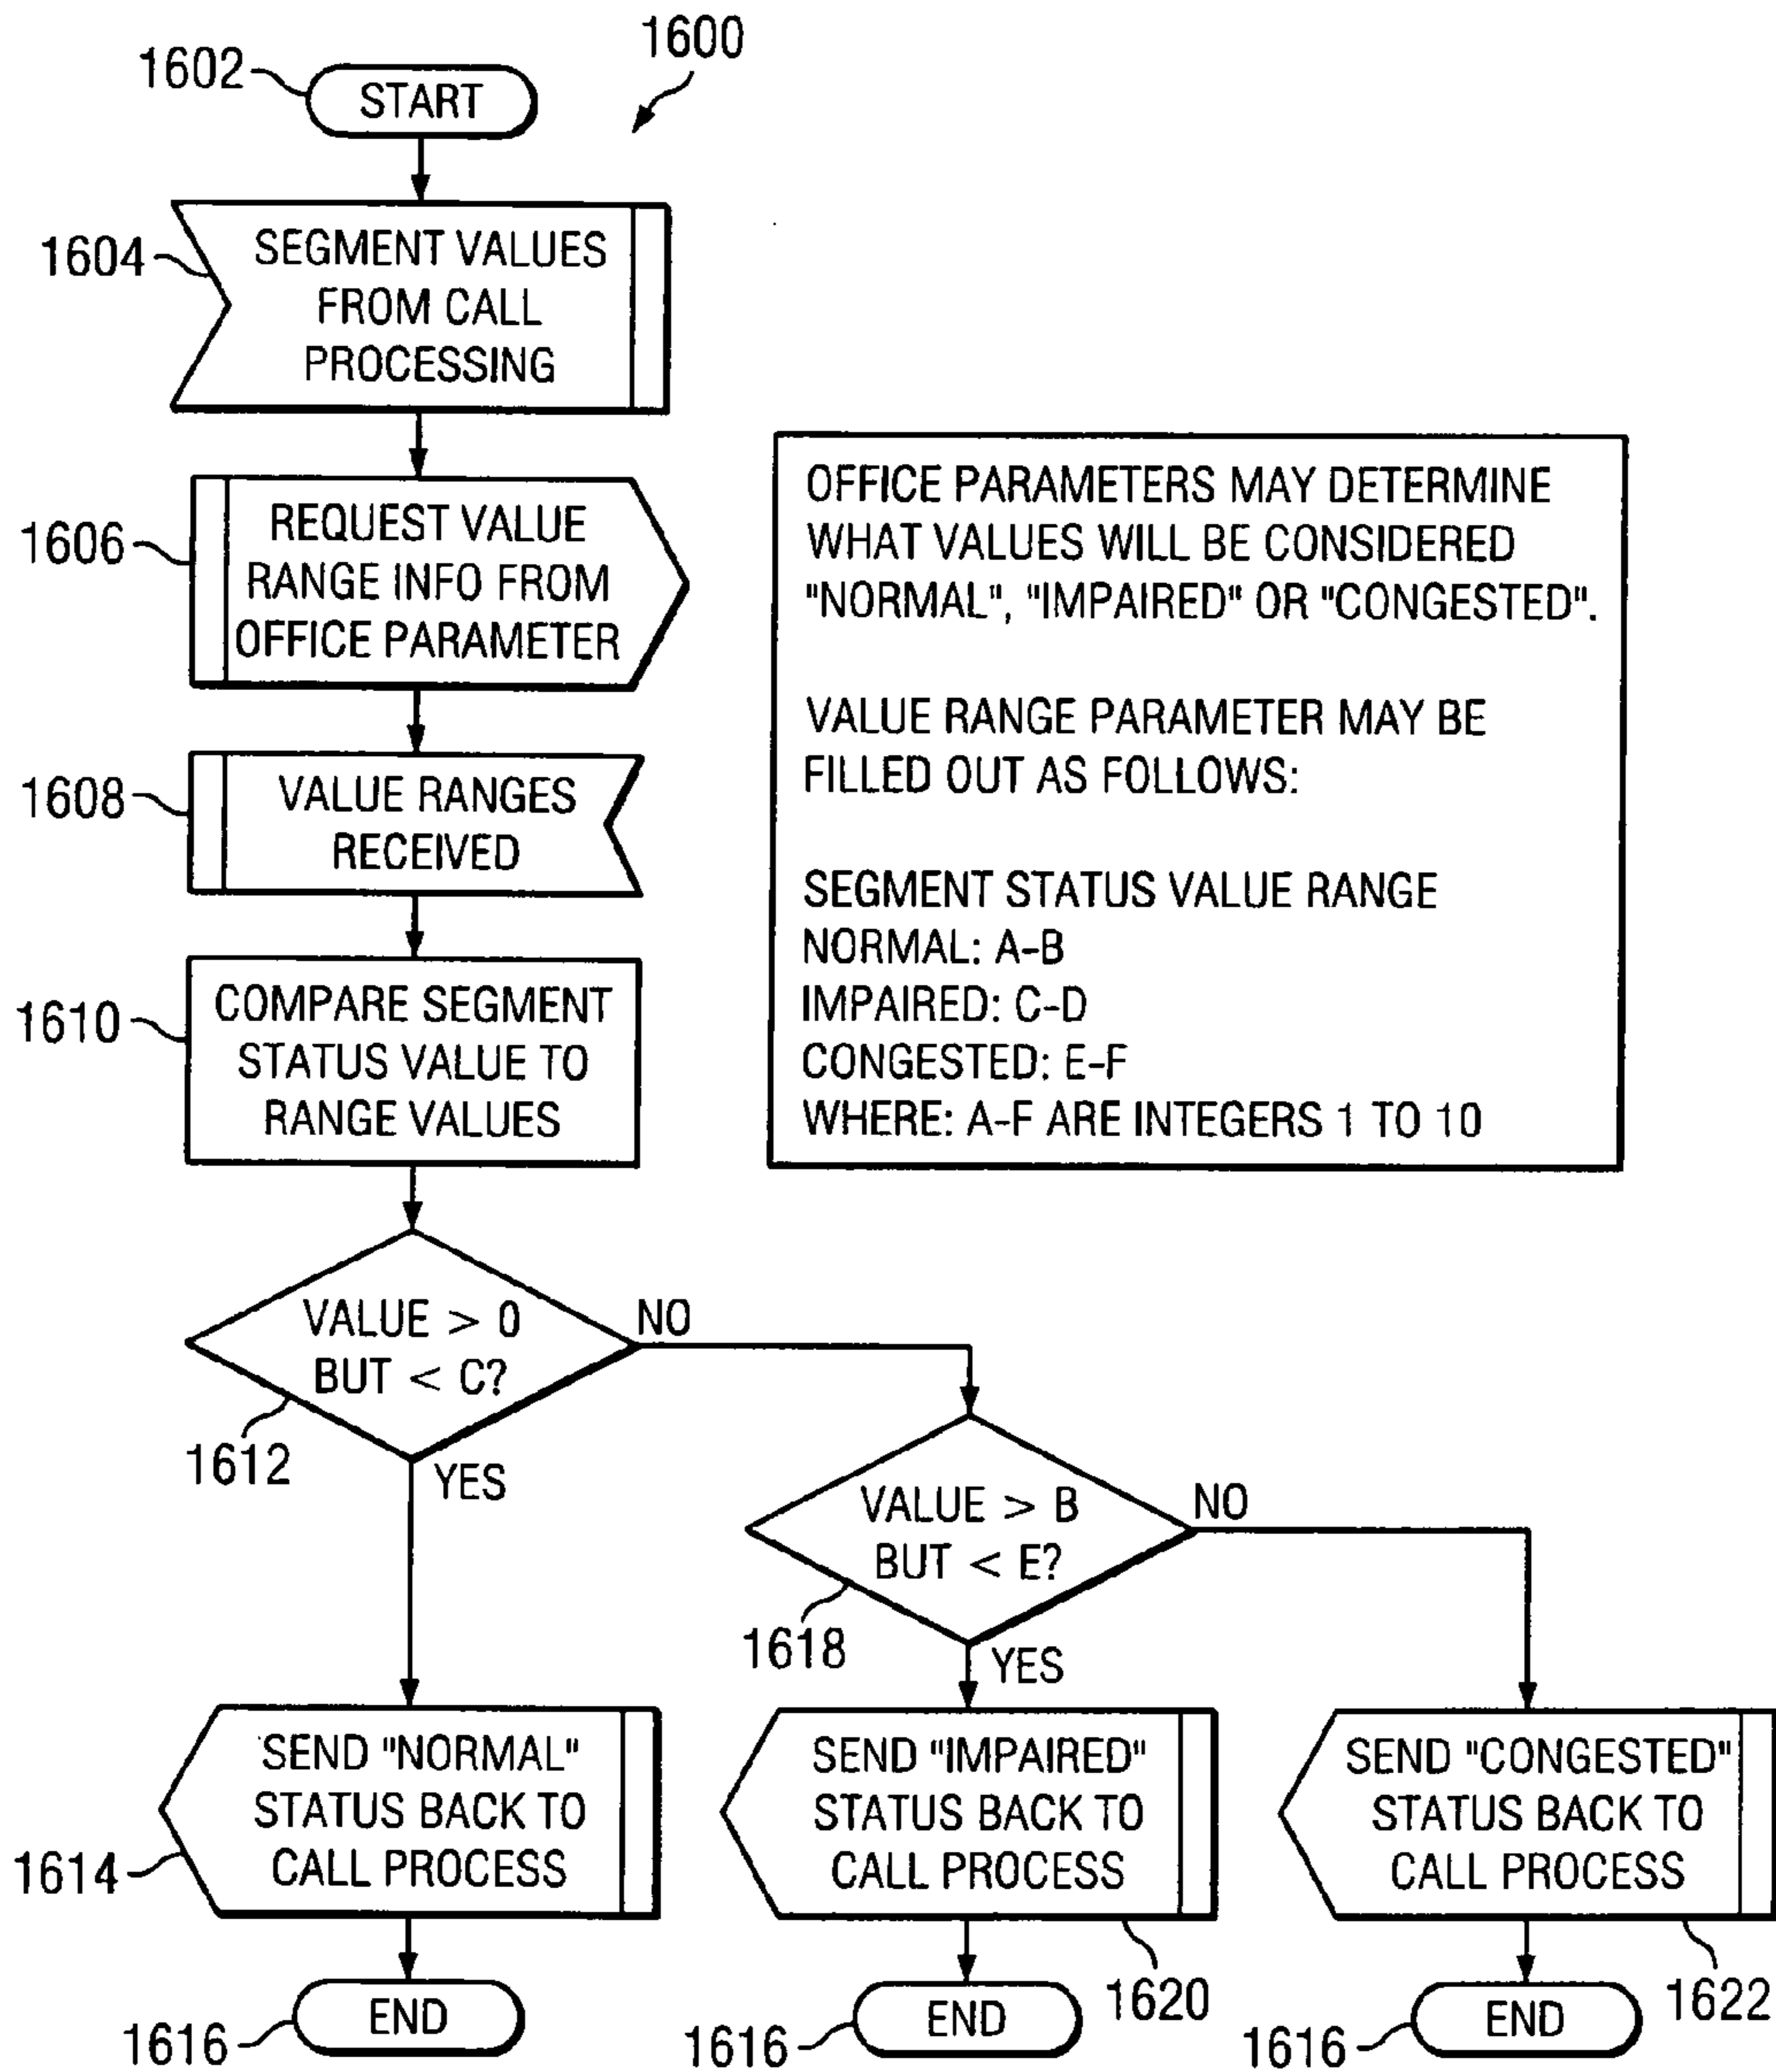 1600
1602
START
1604
SEGMENT VALUES
FROM CALL
PROCESSING
1606
REQUEST VALUE
RANGE INFO FROM
OFFICE PARAMETER
1608
VALUE RANGES
RECEIVED
1610
COMPARE SEGMENT
STATUS VALUE TO
RANGE VALUES
OFFICE PARAMETERS MAY DETERMINE
WHAT VALUES WILL BE CONSIDERED
"NORMAL", "IMPAIRED" OR "CONGESTED".
VALUE RANGE PARAMETER MAY BE
FILLED OUT AS FOLLOWS:
SEGMENT STATUS VALUE RANGE
NORMAL: A-B
IMPAIRED: C-D
CONGESTED: E-F
WHERE: A-F ARE INTEGERS 1 TO 10
VALUE > 0
BUT < C?
NO
1612
YES
VALUE > B
BUT < E?
NO
1618
YES
SEND "NORMAL"
STATUS BACK TO
CALL PROCESS
1614
SEND "IMPAIRED"
STATUS BACK TO
CALL PROCESS
1620
SEND "CONGESTED"
STATUS BACK TO
CALL PROCESS
1622
END
1616
END
1616
END
1616